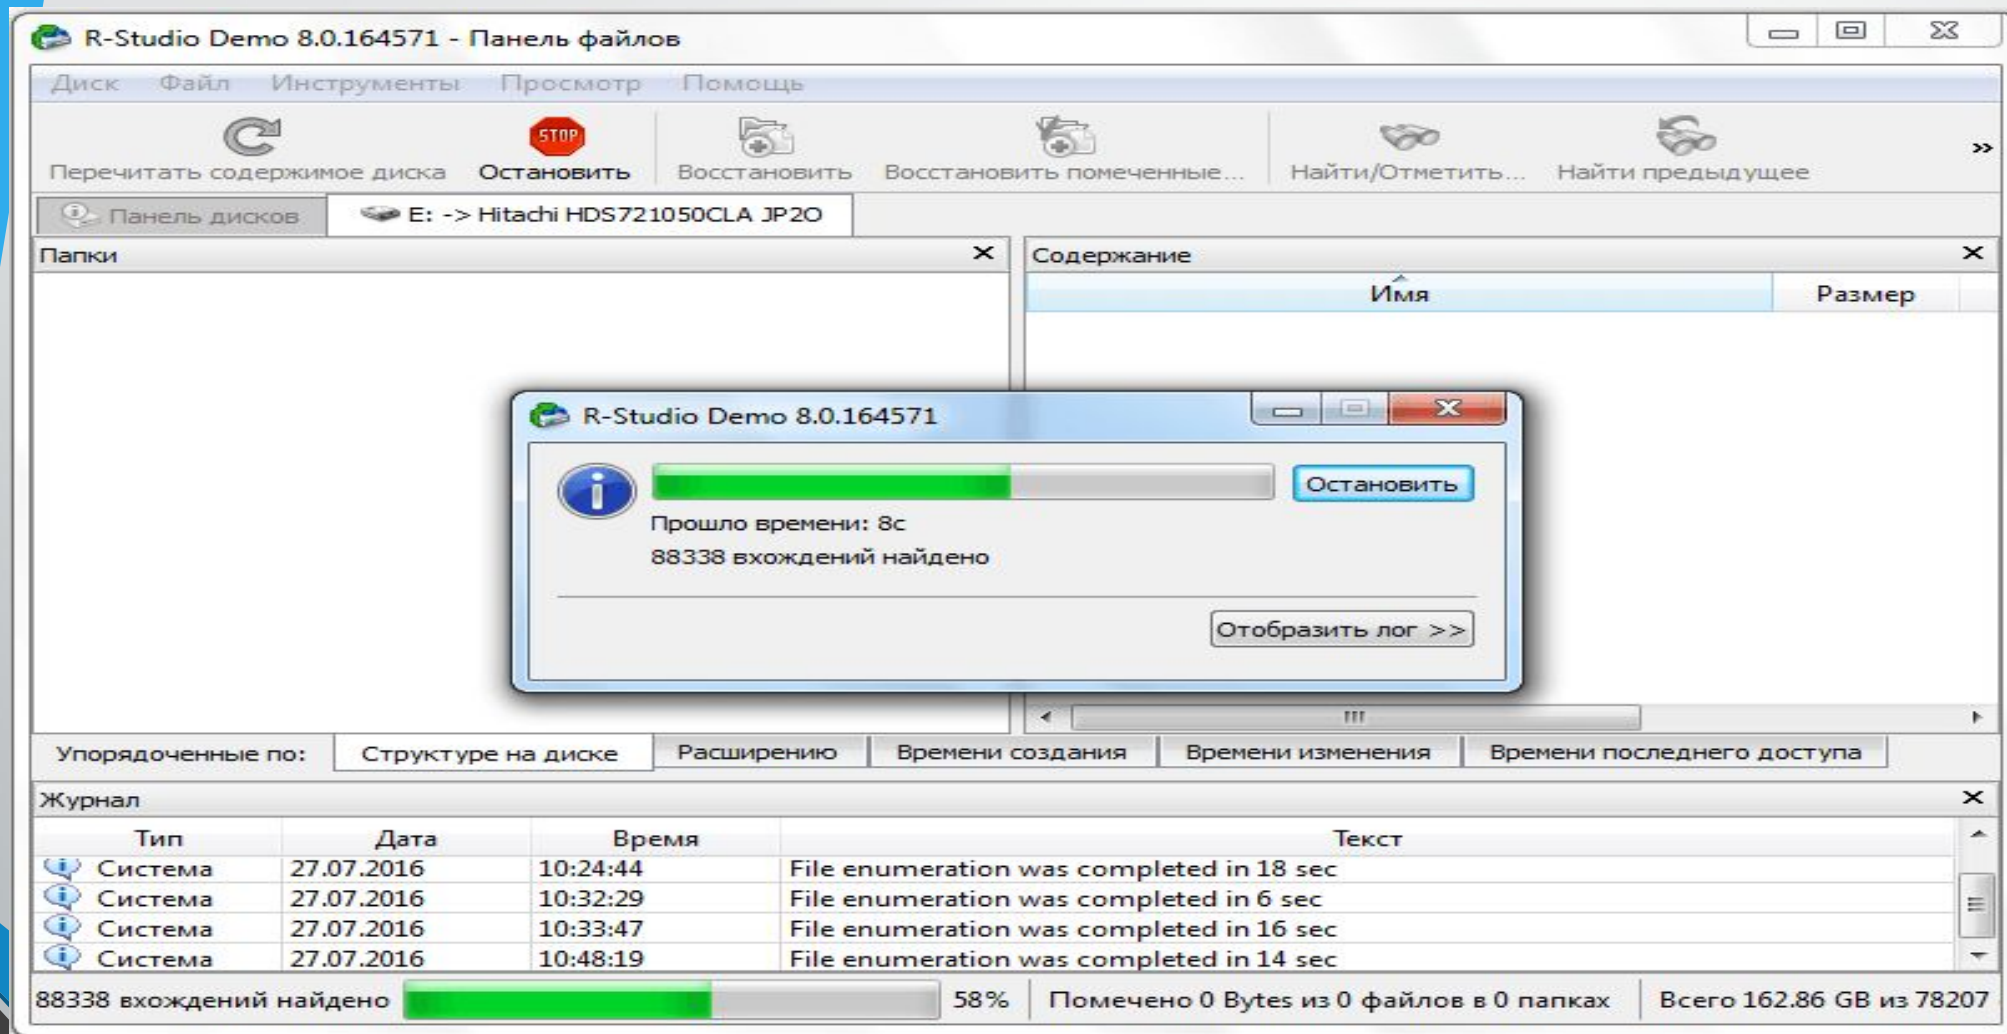 R-Studio Demo 8.0.164571 - Панель файлов
Диск Файл Инструменты Просмотр Помощь
STOP
Перечитать содержимое диска Остановить Восстановить Восстановить помеченные... Найти/Отметить... Найти предыдущее »
Панель дисков E: -> Hitachi HDS721050CLA JP2O
Папки
Содержание
Имя Размер
R-Studio Demo 8.0.164571
Остановить
Прошло времени: 8с
88338 вхождений найдено
Отобразить лог >>
Упорядоченные по: Структуре на диске Расширению Времени создания Времени изменения Времени последнего доступа
Журнал
Тип Дата Время Текст
Система 27.07.2016 10:24:44 File enumeration was completed in 18 sec
Система 27.07.2016 10:32:29 File enumeration was completed in 6 sec
Система 27.07.2016 10:33:47 File enumeration was completed in 16 sec
Система 27.07.2016 10:48:19 File enumeration was completed in 14 sec
88338 вхождений найдено 58% Помечено 0 Bytes из 0 файлов в 0 папках Всего 162.86 GB из 78207